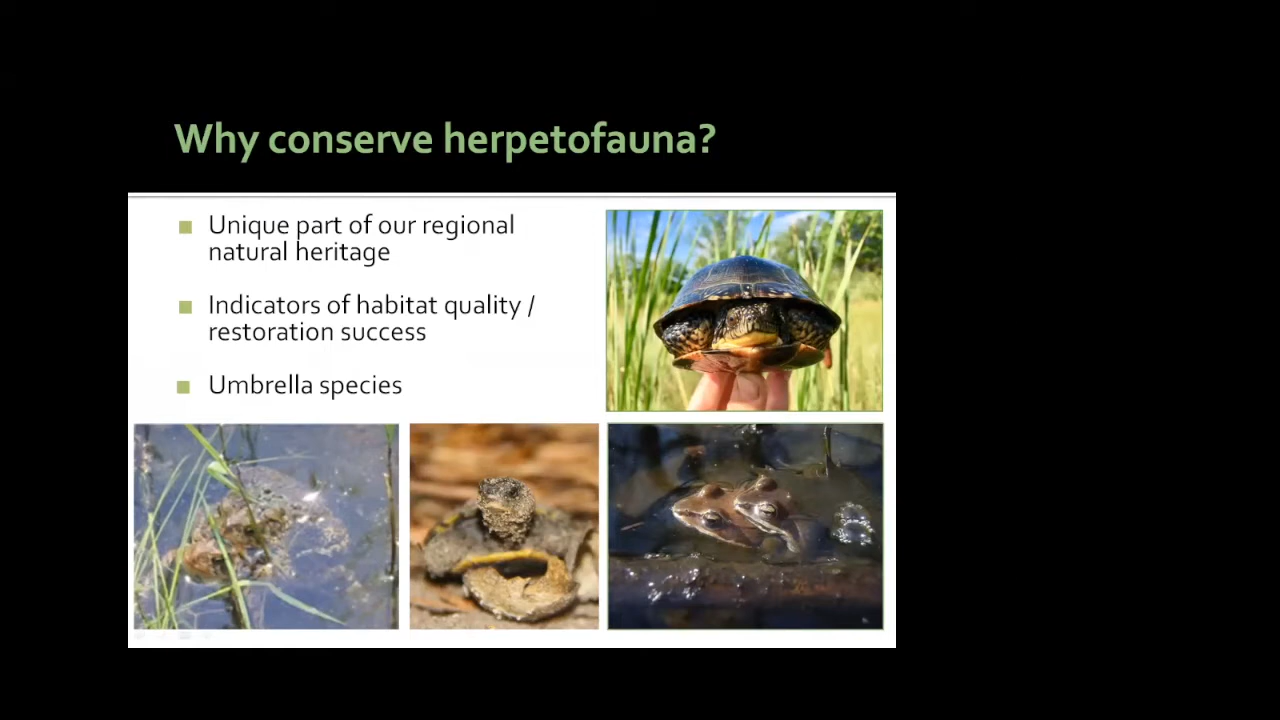 Why conserve herpetofauna?
Unique part of our regional
natural heritage
Indicators of habitat quality /
restoration success
Umbrella species